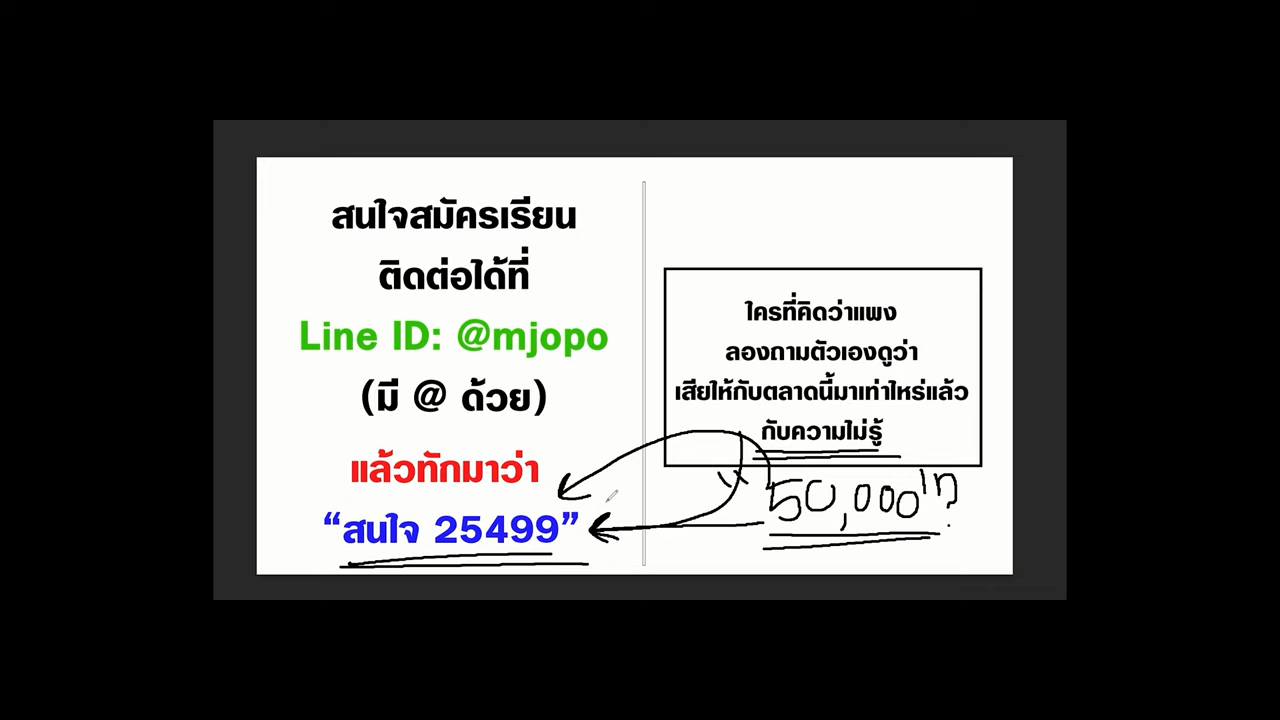 สนใจสมัครเรียน
ติดต่อได้ที่
Line ID: @mjopo
(มี @ ด้วย)
แล้วทักมาว่า
“สนใจ 25499”
ใครที่คิดว่าแพง
ลองถามตัวเองดูว่า
เสียให้กับตลาดนี้มาเท่าไหร่แล้ว
กับความไม่รู้
50,000